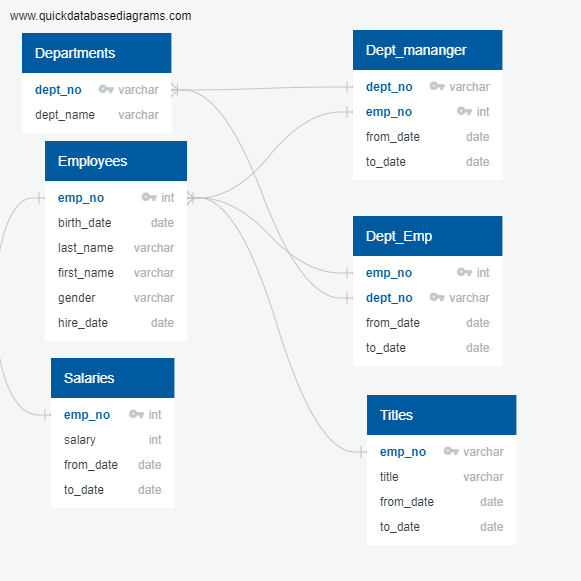 www.quickdatabasediagrams.com
Departments
dept_no varchar
dept_name varchar
Employees
emp_no int
birth_date date
last_name varchar
first_name varchar
gender varchar
hire_date date
Salaries
emp_no int
salary int
from_date date
to_date date
Dept_mananger
dept_no varchar
emp_no int
from_date date
to_date date
Dept_Emp
emp_no int
dept_no varchar
from_date date
to_date date
Titles
emp_no varchar
title varchar
from_date date
to_date date